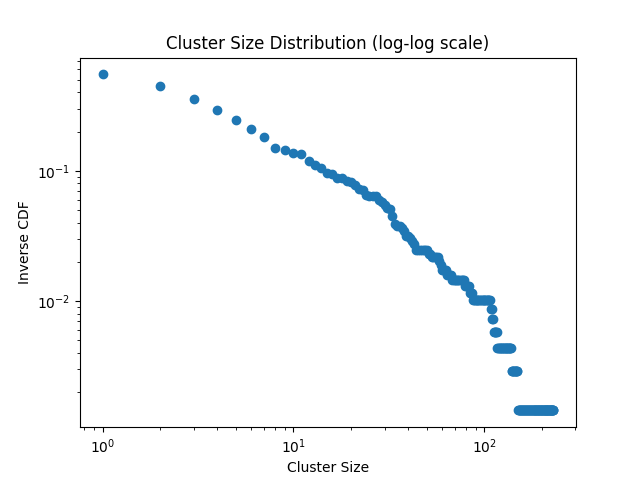 Cluster Size Distribution (log-log scale)
Inverse CDF
10⁻¹
10⁻²
10⁰
10¹
10²
Cluster Size